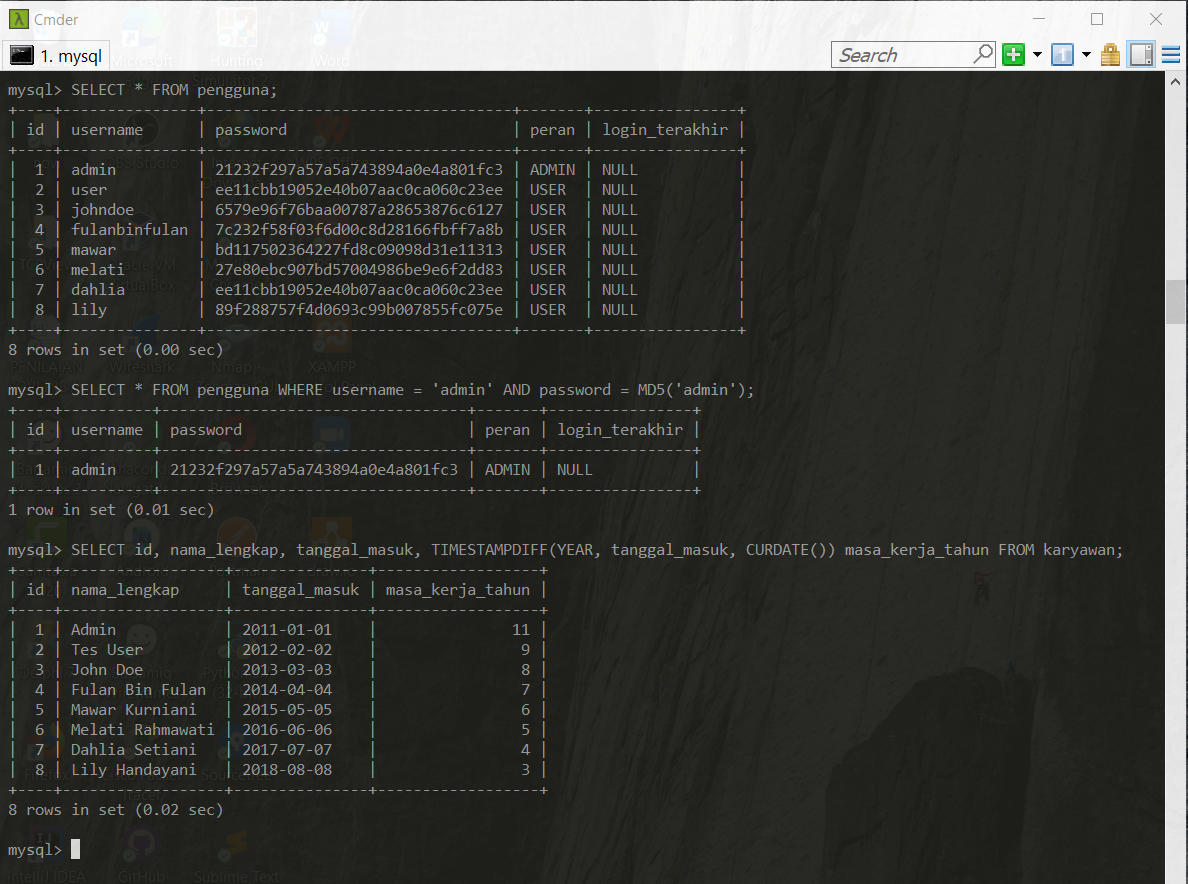 Cmder
1. mysql
Search
mysql> SELECT * FROM pengguna;
+----+---------------+----------------------------------+-------+----------------+
| id | username      | password                         | peran | login_terakhir |
+----+---------------+----------------------------------+-------+----------------+
|  1 | admin         | 21232f297a57a5a743894a0e4a801fc3 | ADMIN | NULL           |
|  2 | user          | ee11cbb19052e40b07aac0ca060c23ee | USER  | NULL           |
|  3 | johndoe       | 6579e96f76baa00787a28653876c6127 | USER  | NULL           |
|  4 | fulanbinfulan | 7c232f58f03f6d00c8d28166fbff7a8b | USER  | NULL           |
|  5 | mawar         | bd117502364227fd8c09098d31e11313 | USER  | NULL           |
|  6 | melati        | 27e80ebc907bd57004986be9e6f2dd83 | USER  | NULL           |
|  7 | dahlia        | ee11cbb19052e40b07aac0ca060c23ee | USER  | NULL           |
|  8 | lily          | 89f288757f4d0693c99b007855fc075e | USER  | NULL           |
+----+---------------+----------------------------------+-------+----------------+
8 rows in set (0.00 sec)
mysql> SELECT * FROM pengguna WHERE username = 'admin' AND password = MD5('admin');
+----+----------+----------------------------------+-------+----------------+
| id | username | password                         | peran | login_terakhir |
+----+----------+----------------------------------+-------+----------------+
|  1 | admin    | 21232f297a57a5a743894a0e4a801fc3 | ADMIN | NULL           |
+----+----------+----------------------------------+-------+----------------+
1 row in set (0.01 sec)
mysql> SELECT id, nama_lengkap, tanggal_masuk, TIMESTAMPDIFF(YEAR, tanggal_masuk, CURDATE()) masa_kerja_tahun FROM karyawan;
+----+------------------+---------------+------------------+
| id | nama_lengkap     | tanggal_masuk | masa_kerja_tahun |
+----+------------------+---------------+------------------+
|  1 | Admin            | 2011-01-01    |               11 |
|  2 | Tes User         | 2012-02-02    |                9 |
|  3 | John Doe         | 2013-03-03    |                8 |
|  4 | Fulan Bin Fulan  | 2014-04-04    |                7 |
|  5 | Mawar Kurniani   | 2015-05-05    |                6 |
|  6 | Melati Rahmawati | 2016-06-06    |                5 |
|  7 | Dahlia Setiani   | 2017-07-07    |                4 |
|  8 | Lily Handayani   | 2018-08-08    |                3 |
+----+------------------+---------------+------------------+
8 rows in set (0.02 sec)
mysql>